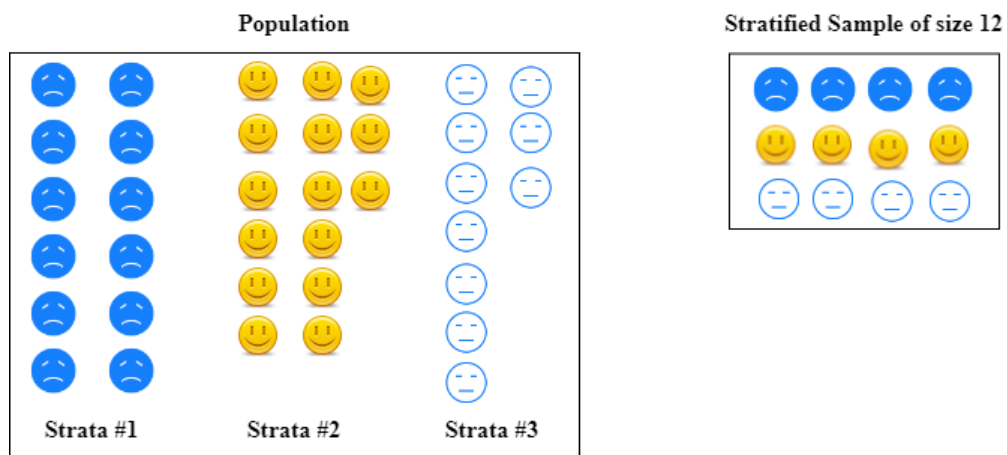 Population
Stratified Sample of size 12
Strata #1
Strata #2
Strata #3